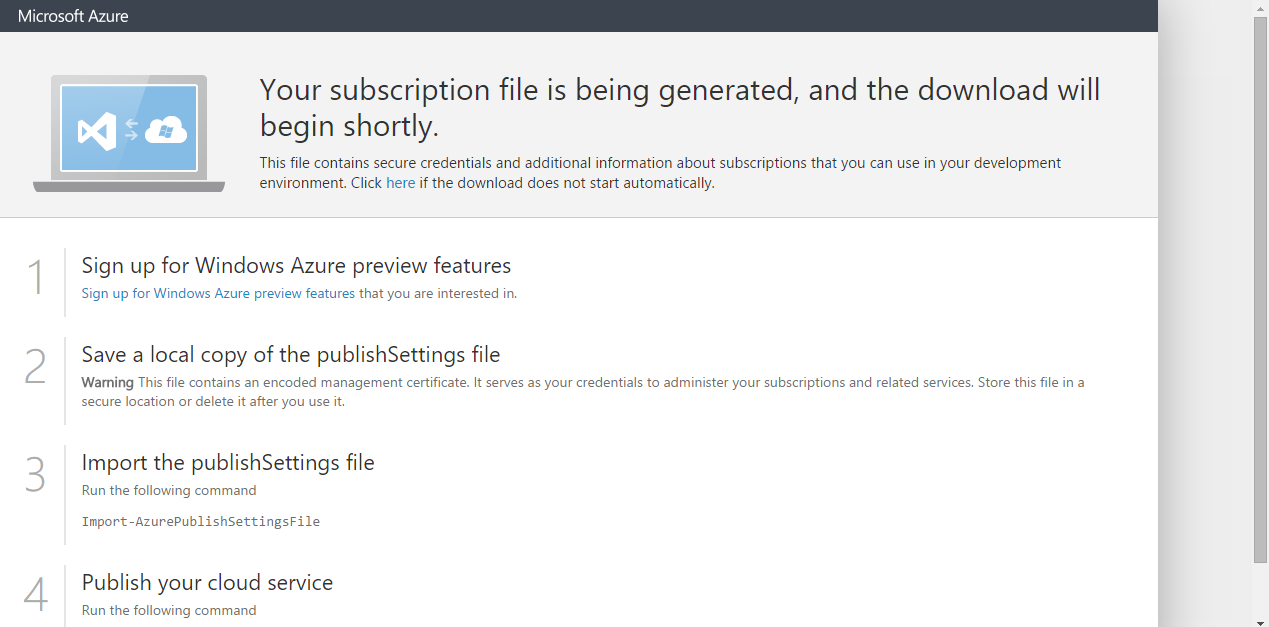 Microsoft Azure
Your subscription file is being generated, and the download will
begin shortly.
This file contains secure credentials and additional information about subscriptions that you can use in your development
environment. Click here if the download does not start automatically.
1
Sign up for Windows Azure preview features
Sign up for Windows Azure preview features that you are interested in.
2
Save a local copy of the publishSettings file
Warning This file contains an encoded management certificate. It serves as your credentials to administer your subscriptions and related services. Store this file in a
secure location or delete it after you use it.
3
Import the publishSettings file
Run the following command
Import-AzurePublishSettingsFile
4
Publish your cloud service
Run the following command